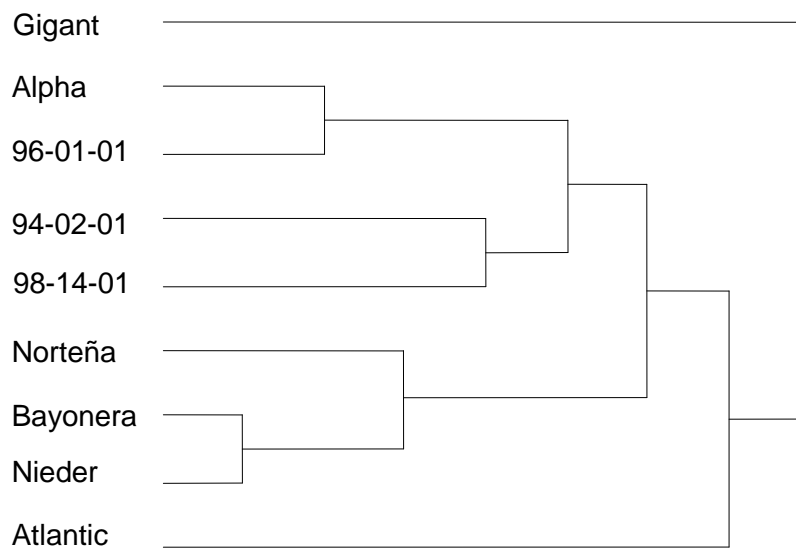 Gigant
Alpha
96-01-01
94-02-01
98-14-01
Norteña
Bayonera
Nieder
Atlantic